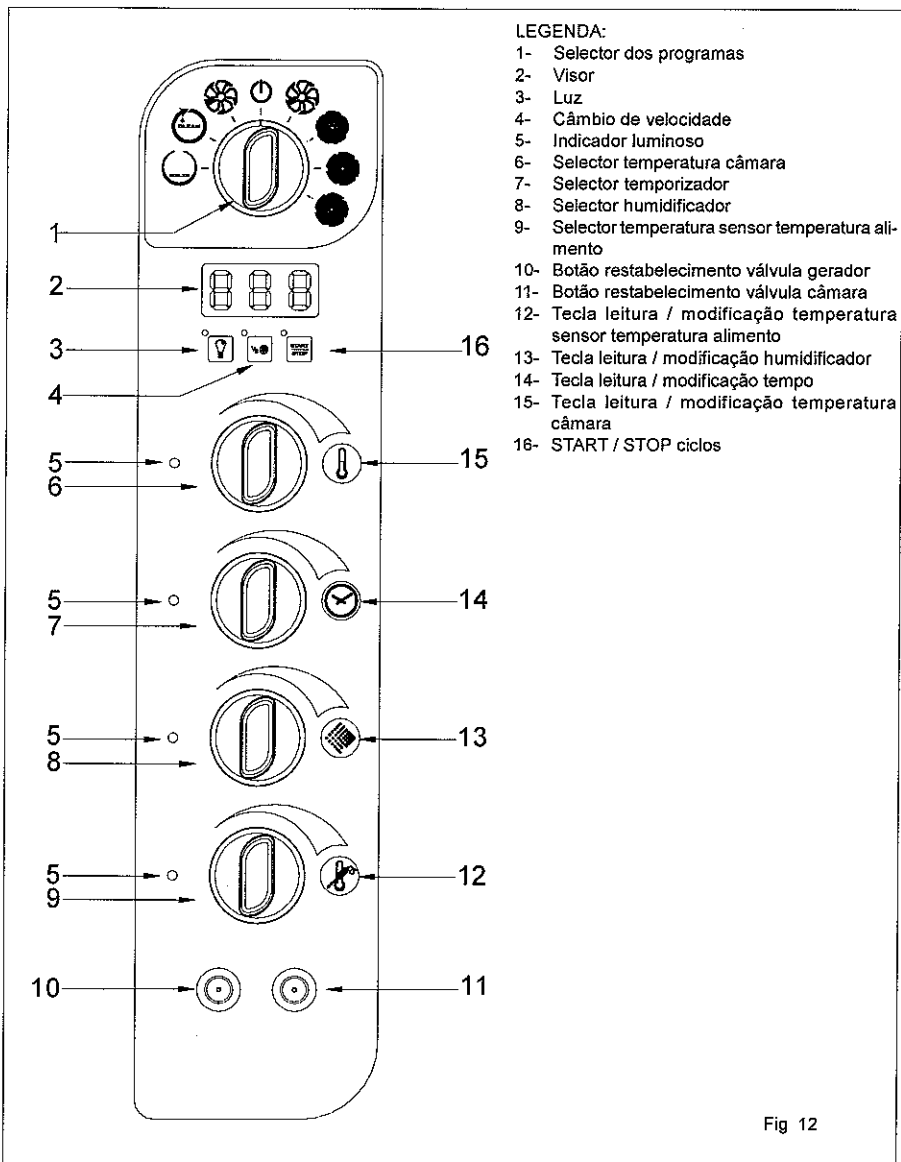 LEGENDA:
1- Selector dos programas
2- Visor
3- Luz
4- Câmbio de velocidade
5- Indicador luminoso
6- Selector temperatura câmara
7- Selector temporizador
8- Selector humidificador
9- Selector temperatura sensor temperatura ali-
mento
10- Botão restabelecimento válvula gerador
11- Botão restabelecimento válvula câmara
12- Tecla leitura / modificação temperatura
sensor temperatura alimento
13- Tecla leitura / modificação humidificador
14- Tecla leitura / modificação tempo
15- Tecla leitura / modificação temperatura
câmara
16- START / STOP ciclos
1
2
8 8 8
3
START
STOP
16
4
5
6
15
5
7
14
5
8
13
5
9
12
10
11
Fig 12